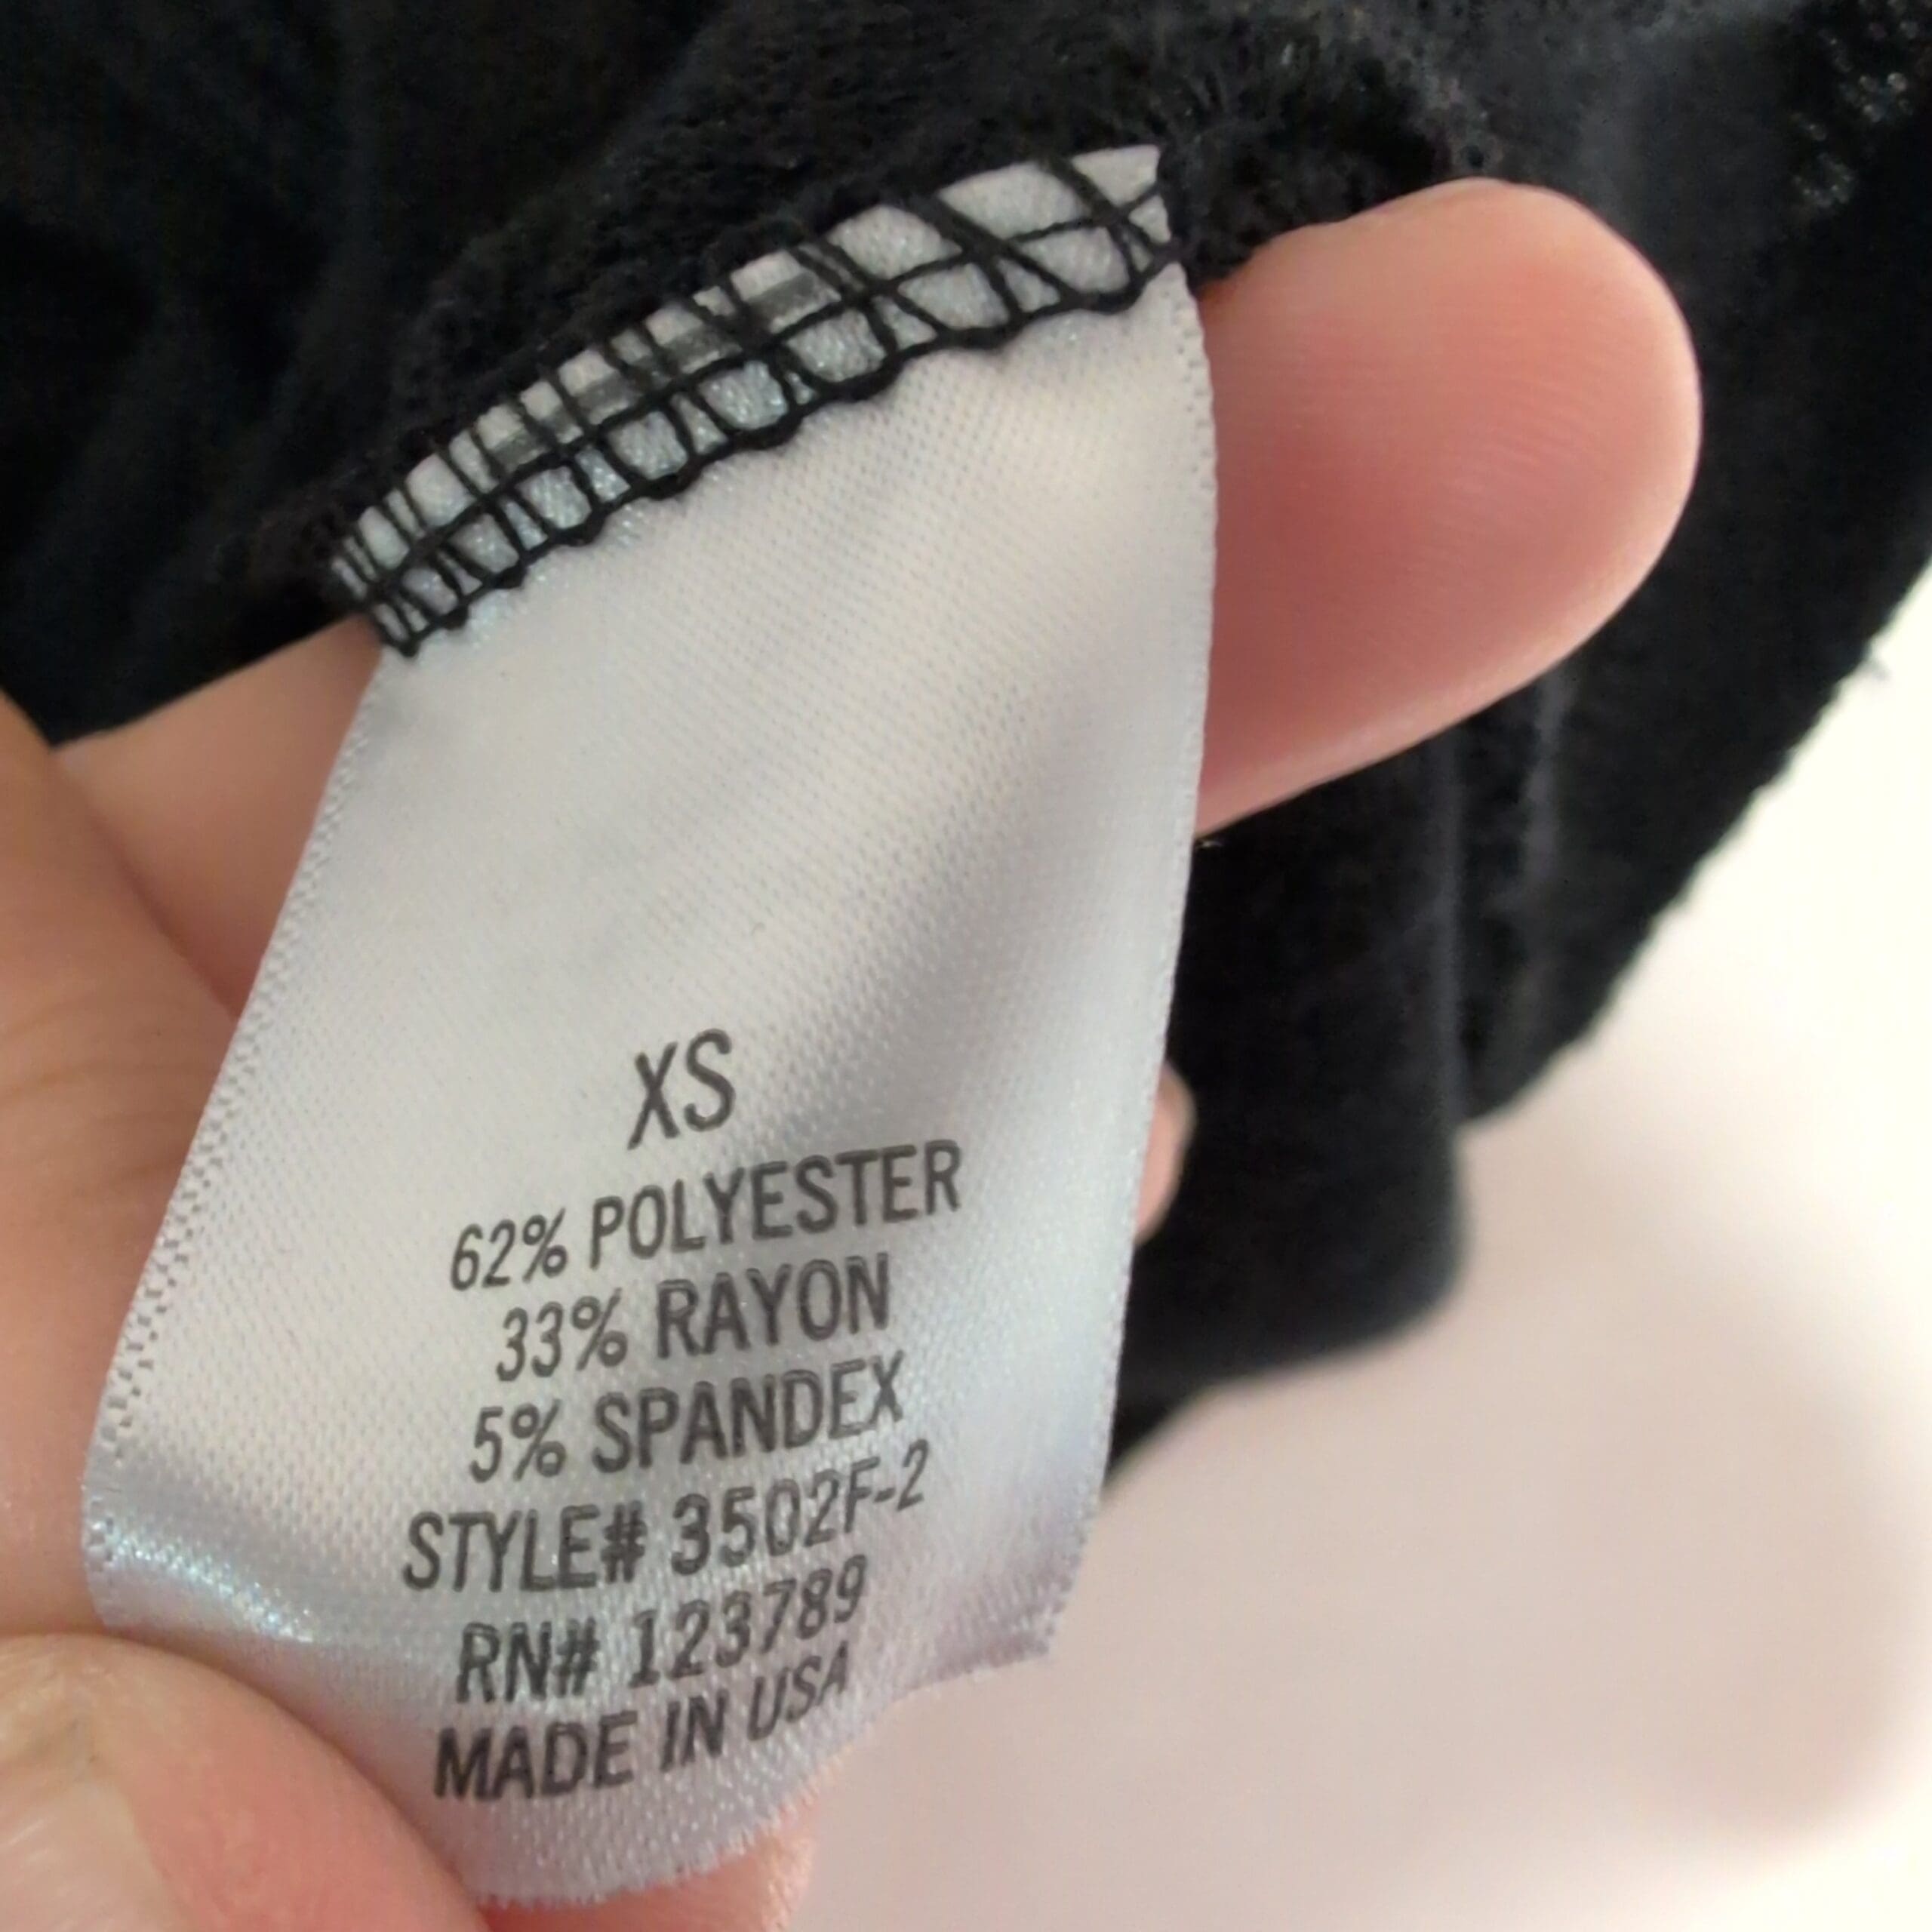 XS
62% POLYESTER
33% RAYON
5% SPANDEX
STYLE# 3502F-2
RN# 123789
MADE IN USA